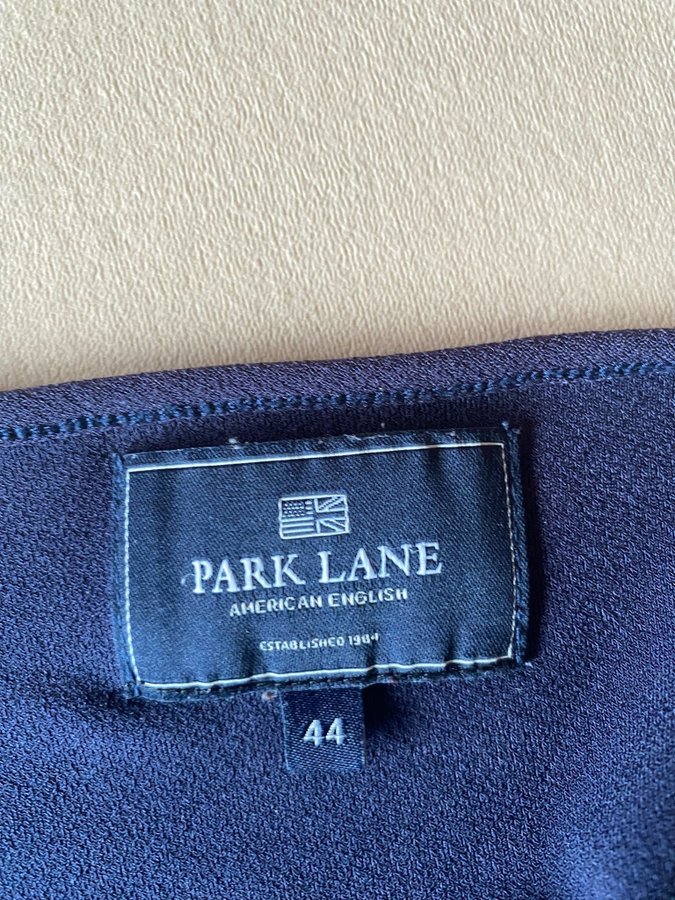 PARK LANE
AMERICAN ENGLISH
ESTABLISHED 1984
44